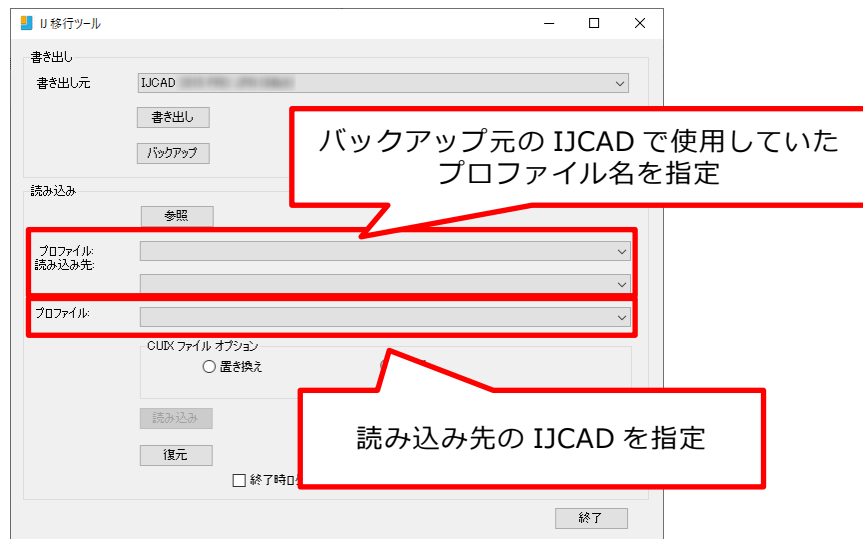 IJ 移行ツール
書き出し
書き出し元
IJCAD
書き出し
バックアップ
バックアップ元の IJCAD で使用していた
プロファイル名を指定
読み込み
参照
プロファイル:
読み込み先:
プロファイル:
CUIX ファイル オプション
置き換え
読み込み
読み込み先の IJCAD を指定
復元
終了時ロ
終了